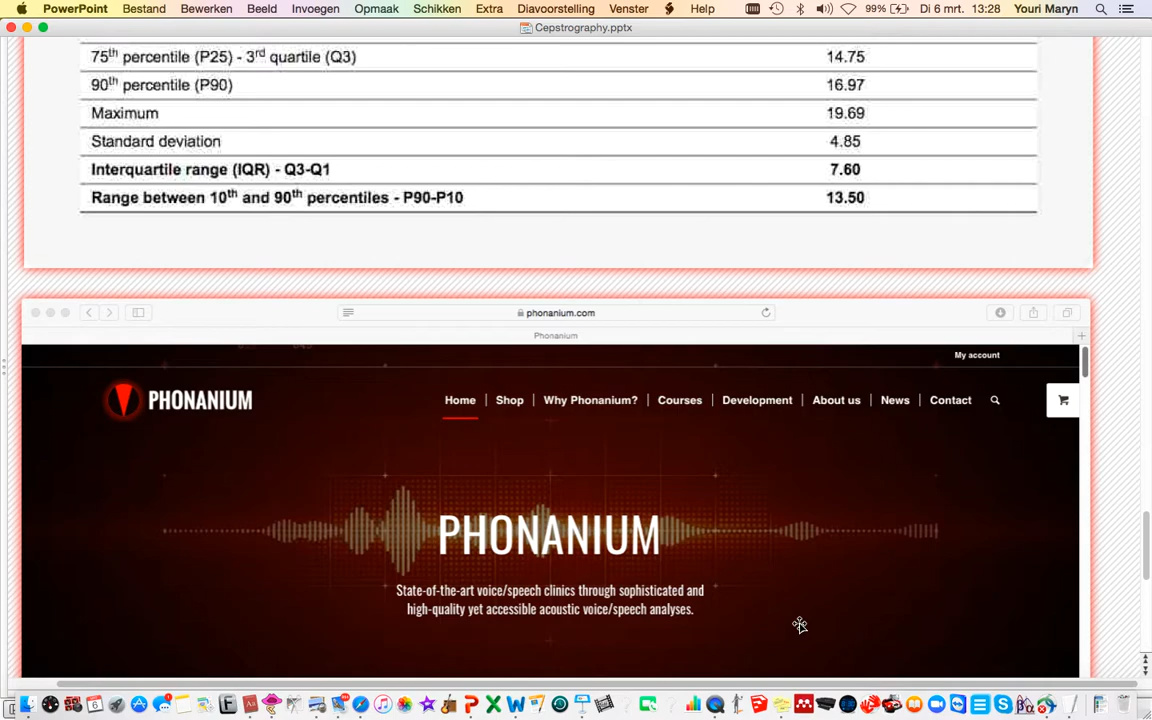 PowerPoint Bestand Bewerken Beeld Invoegen Opmaak Schikken Extra Diavoorstelling Venster Help 99% Di 6 mrt. 13:28 Youri Maryn
Cepstrography.pptx
75th percentile (P25) - 3rd quartile (Q3) 14.75
90th percentile (P90) 16.97
Maximum 19.69
Standard deviation 4.85
Interquartile range (IQR) - Q3-Q1 7.60
Range between 10th and 90th percentiles - P90-P10 13.50
phonanium.com
Phonanium
My account
PHONANIUM Home Shop Why Phonanium? Courses Development About us News Contact
PHONANIUM
State-of-the-art voice/speech clinics through sophisticated and
high-quality yet accessible acoustic voice/speech analyses.